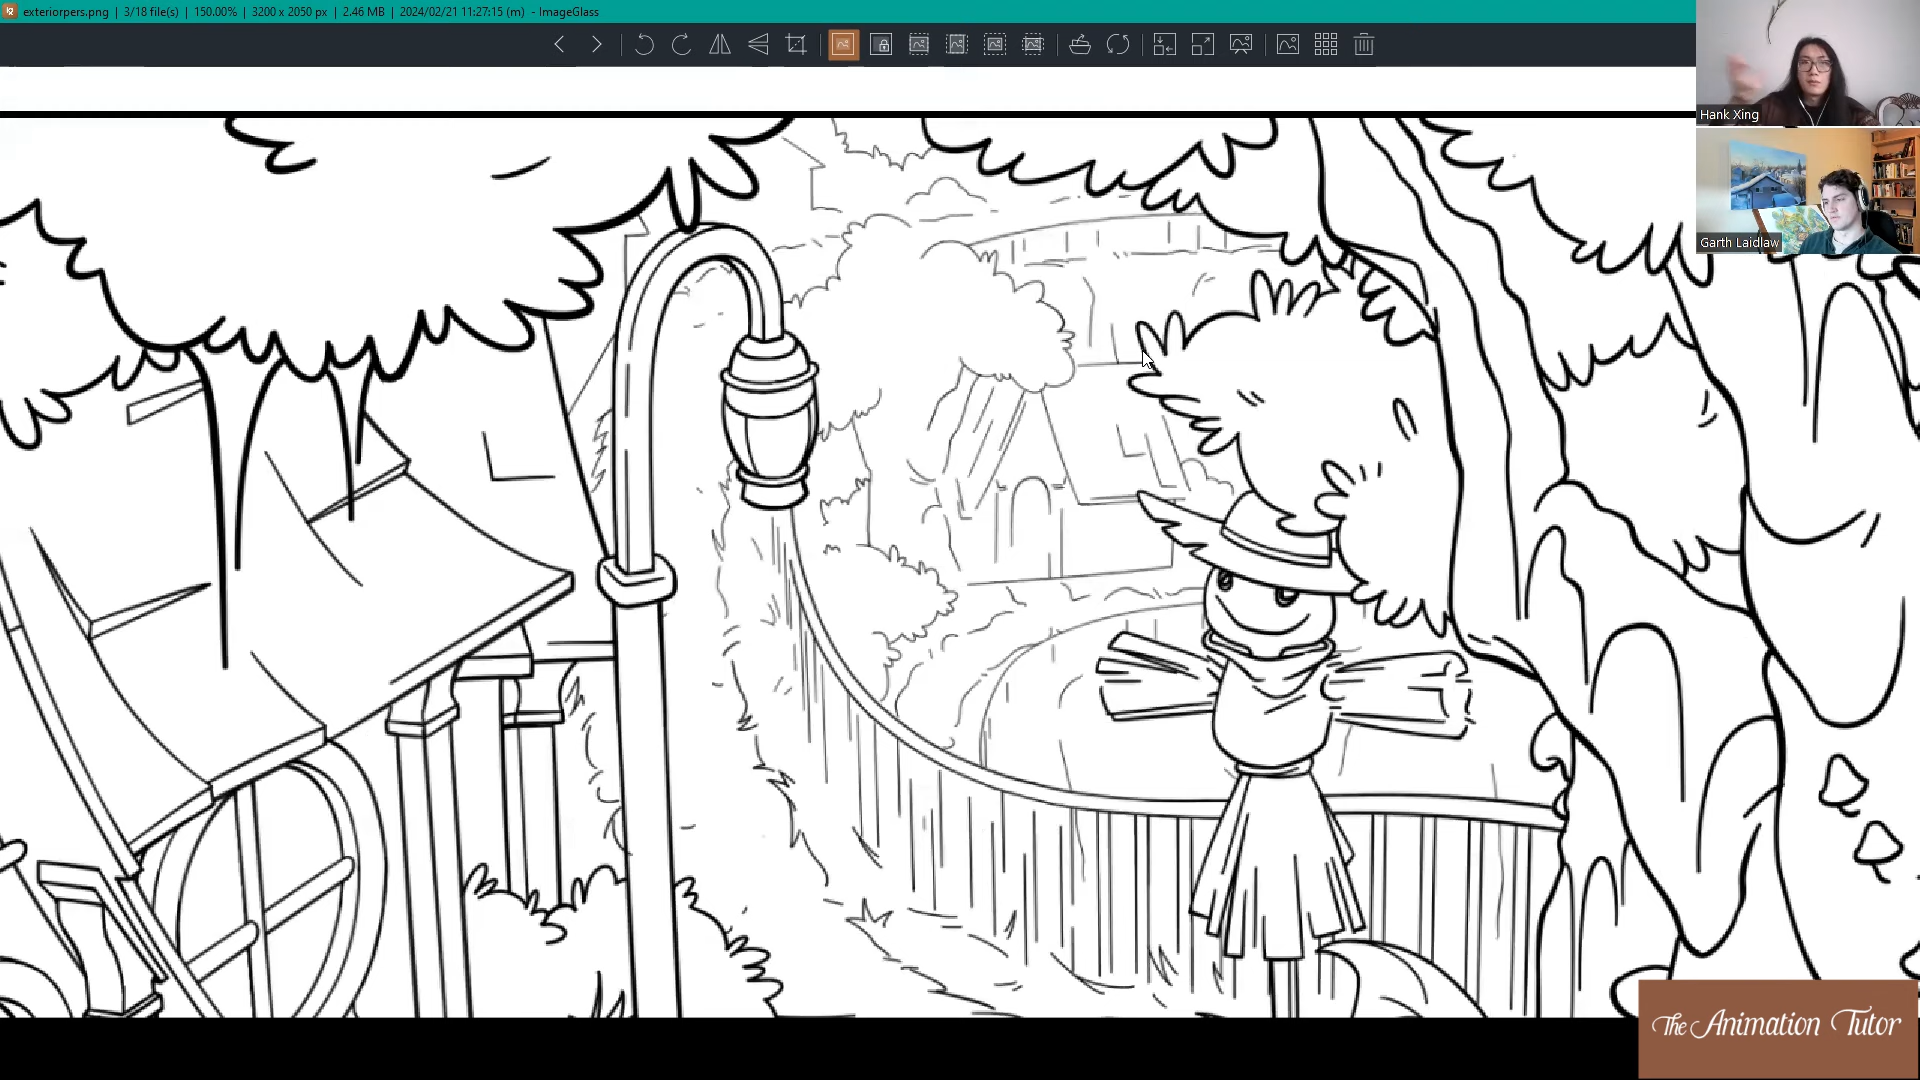 exteriorpers.png | 3/18 file(s) | 150.00% | 3200 x 2050 px | 2.46 MB | 2024/02/21 11:27:15 (m) - ImageGlass
Hank Xing
Garth Laidlaw
The Animation Tutor